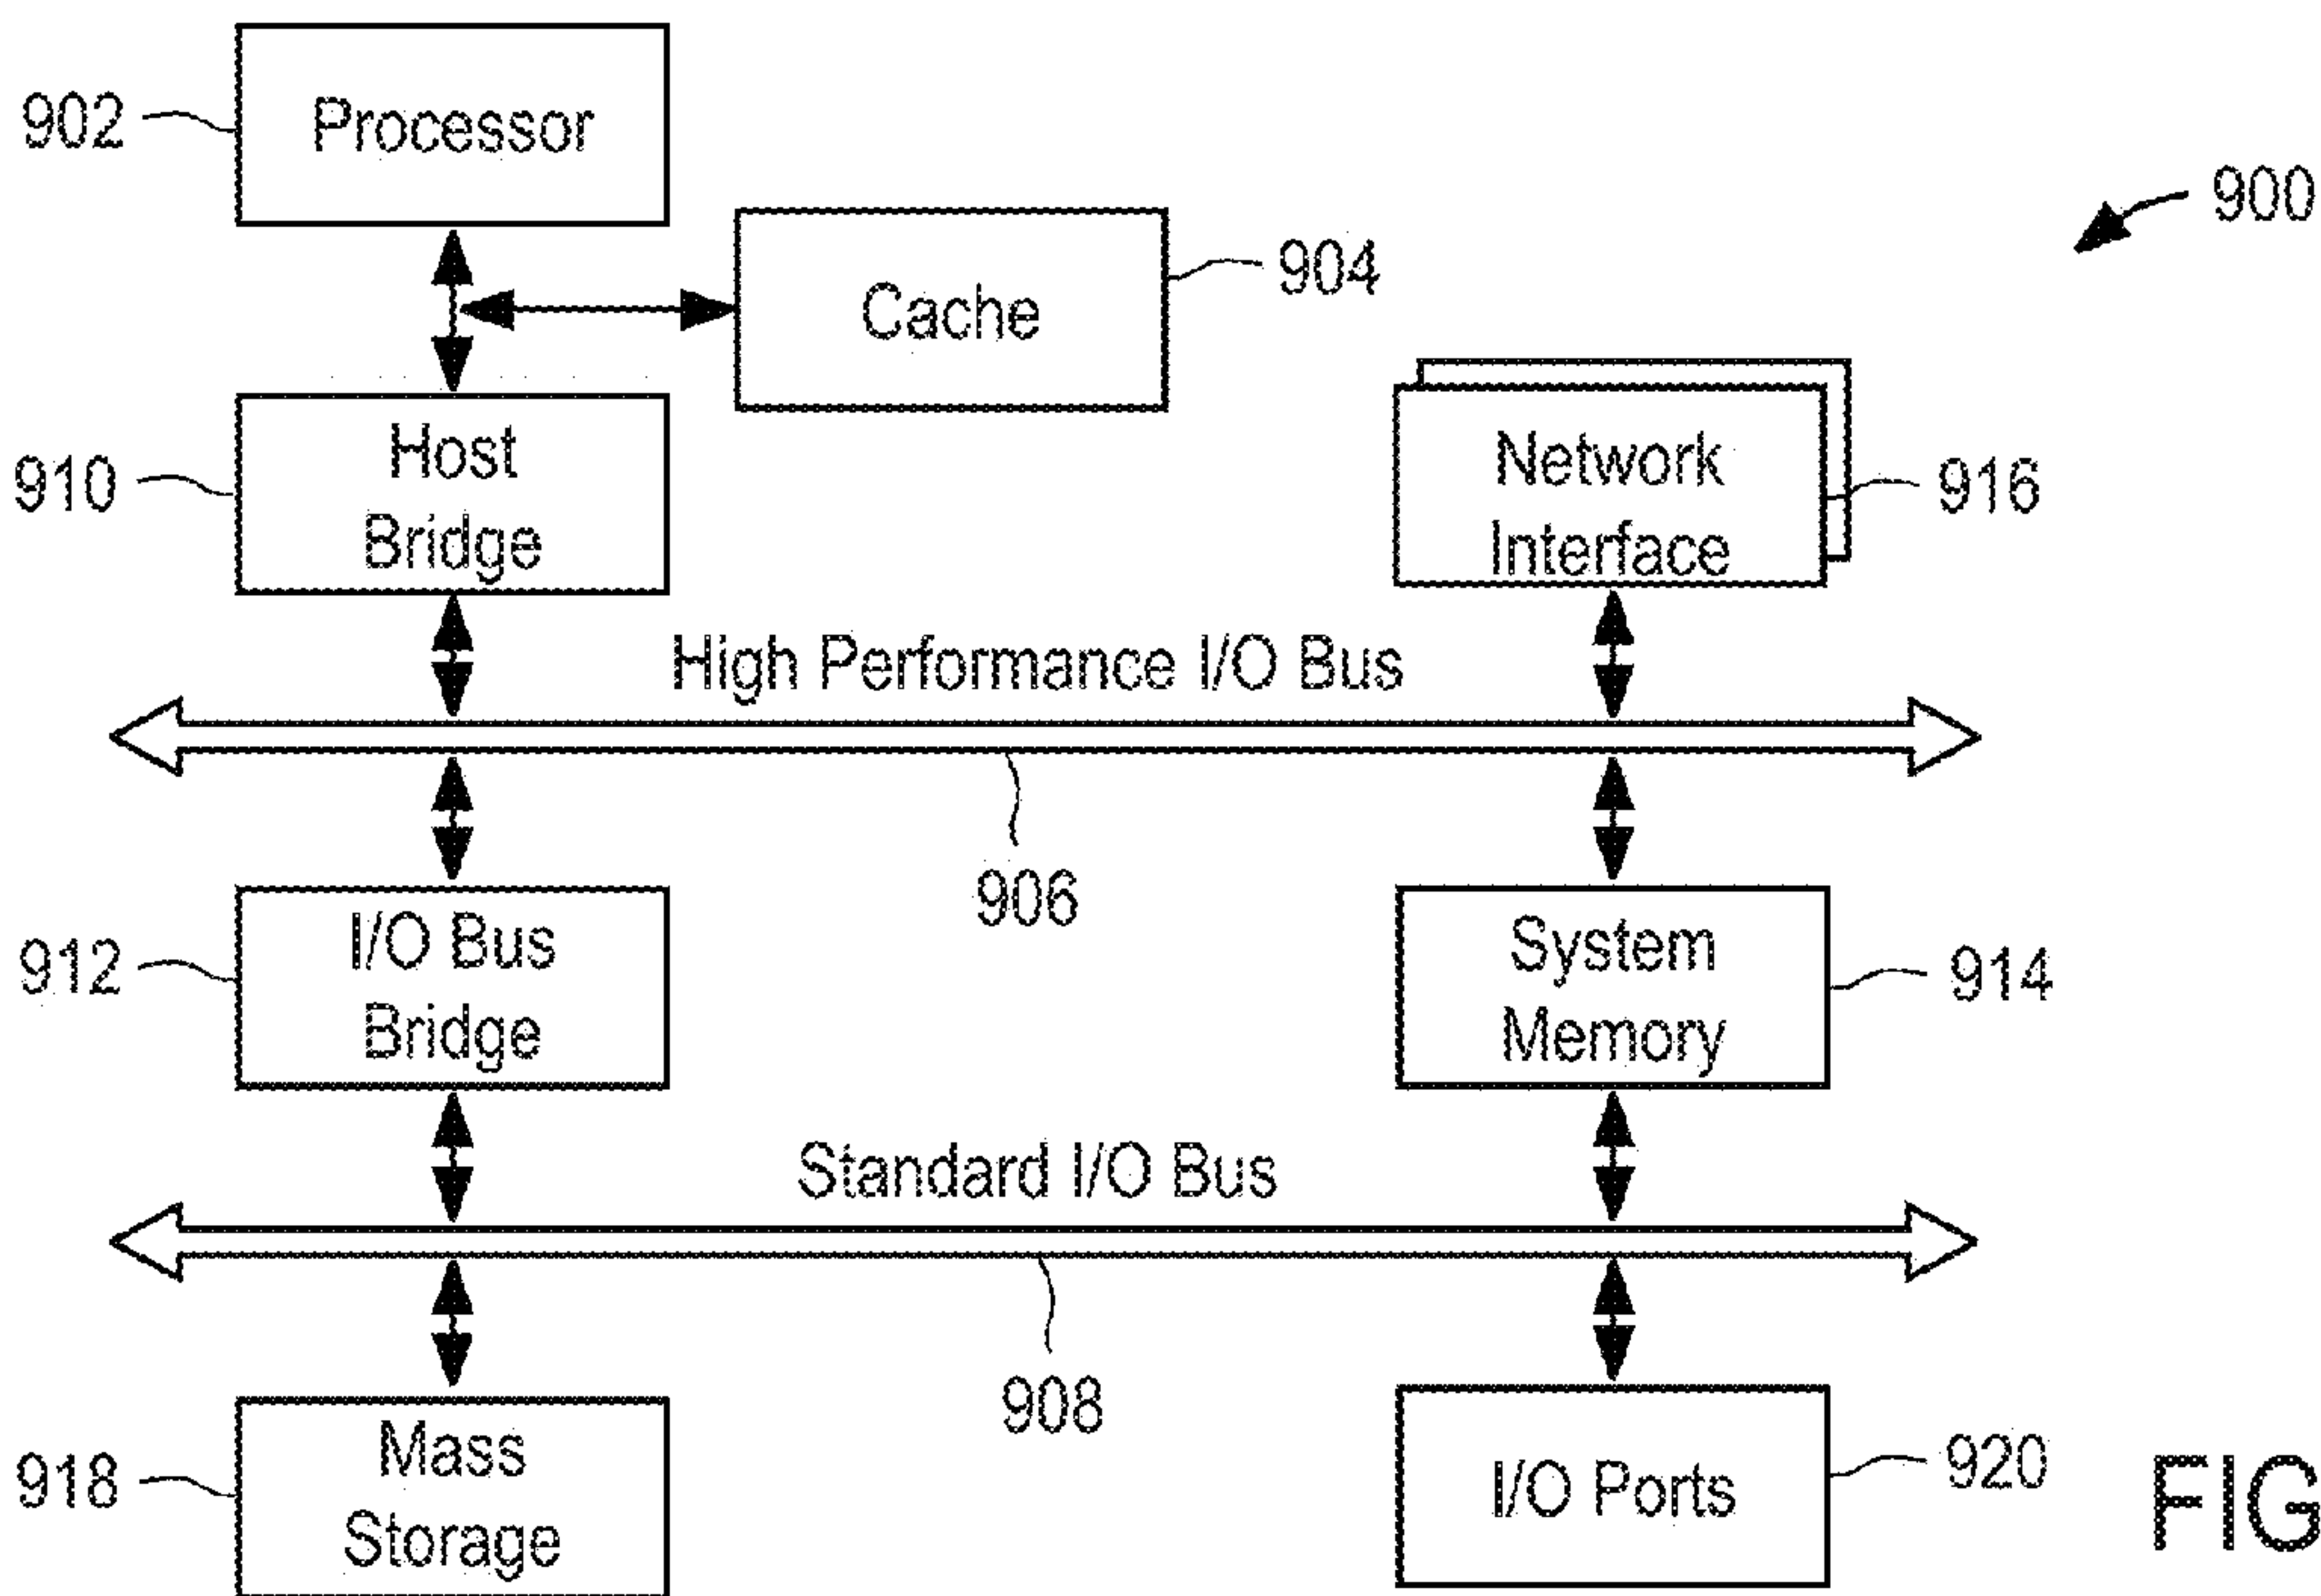 902
Processor
900
904
Cache
910
Host
Bridge
Network
Interface
916
High Performance I/O Bus
906
912
I/O Bus
Bridge
System
Memory
914
Standard I/O Bus
908
918
Mass
Storage
I/O Ports
920
FIG